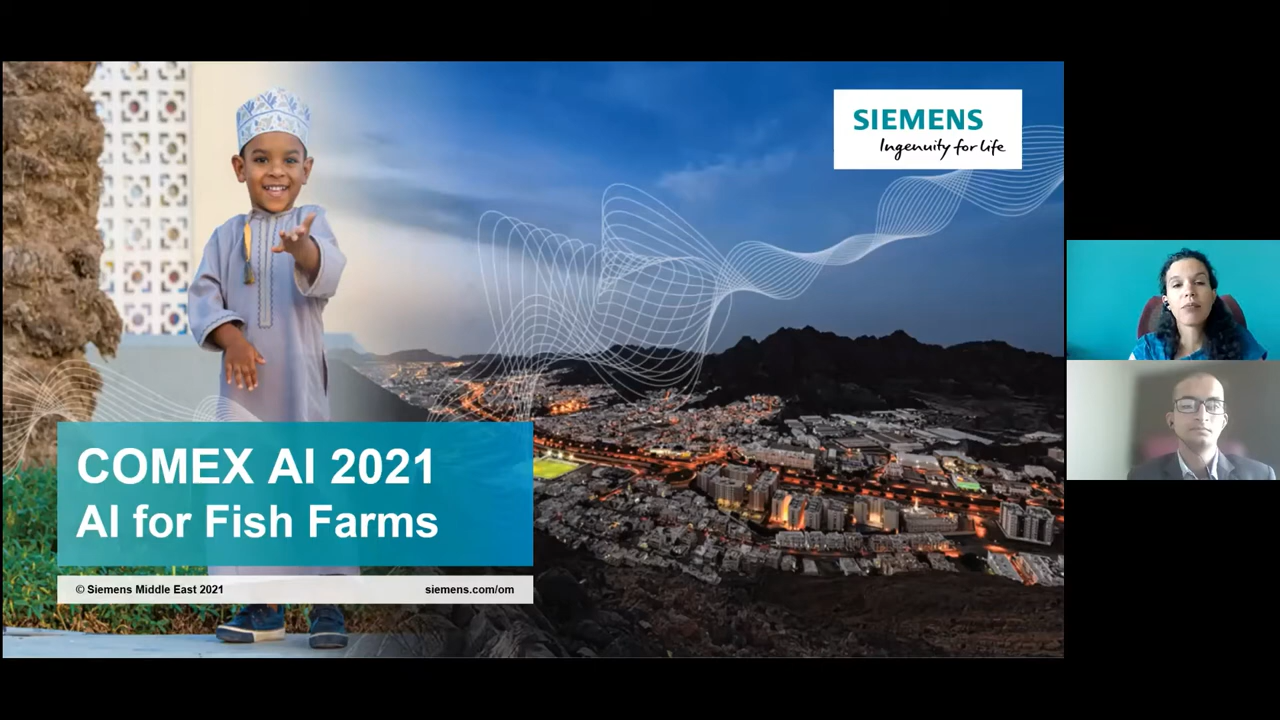 SIEMENS
Ingenuity for life
COMEX AI 2021
AI for Fish Farms
© Siemens Middle East 2021
siemens.com/om